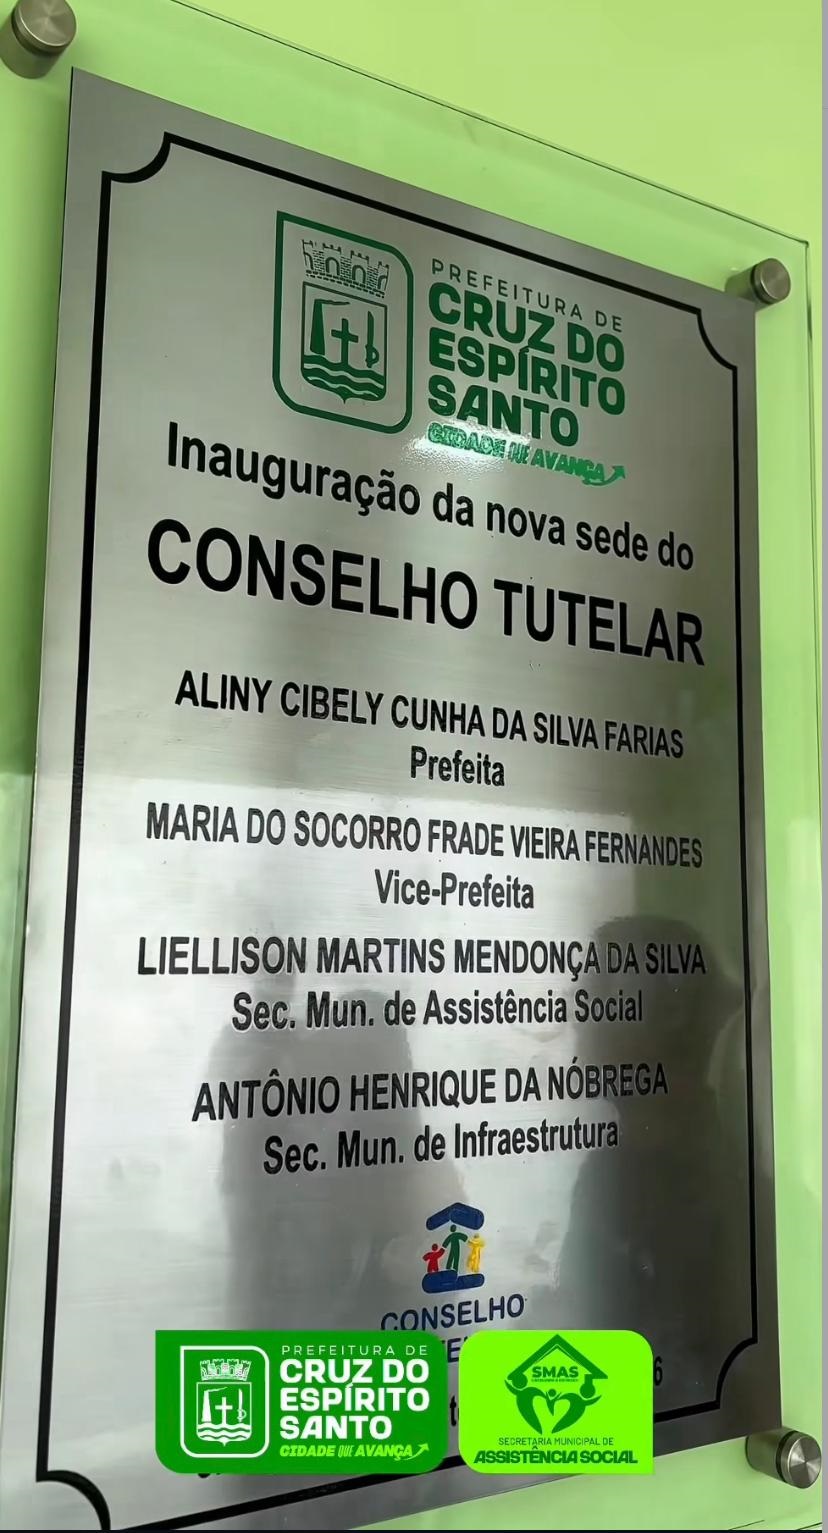 PREFEITURA DE
CRUZ DO
ESPÍRITO
SANTO
CIDADE QUE AVANÇA
Inauguração da nova sede do
CONSELHO TUTELAR
ALINY CIBELY CUNHA DA SILVA FARIAS
Prefeita
MARIA DO SOCORRO FRADE VIEIRA FERNANDES
Vice-Prefeita
LIELLISON MARTINS MENDONÇA DA SILVA
Sec. Mun. de Assistência Social
ANTÔNIO HENRIQUE DA NÓBREGA
Sec. Mun. de Infraestrutura
CONSELHO
PREFEITURA DE
CRUZ DO
ESPÍRITO
SANTO
CIDADE QUE AVANÇA
SMAS
SECRETARIA MUNICIPAL DE
ASSISTÊNCIA SOCIAL